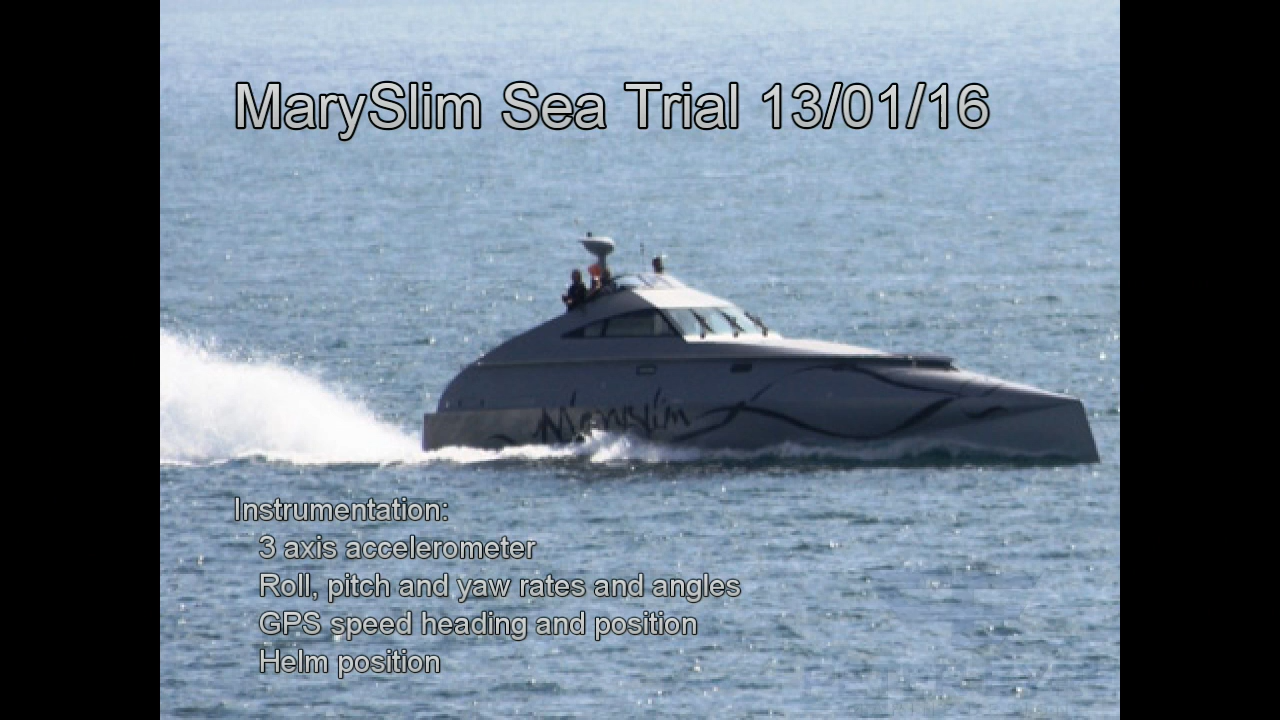 MarySlim Sea Trial 13/01/16
Maryslim
Instrumentation:
3 axis accelerometer
Roll, pitch and yaw rates and angles
GPS speed heading and position
Helm position